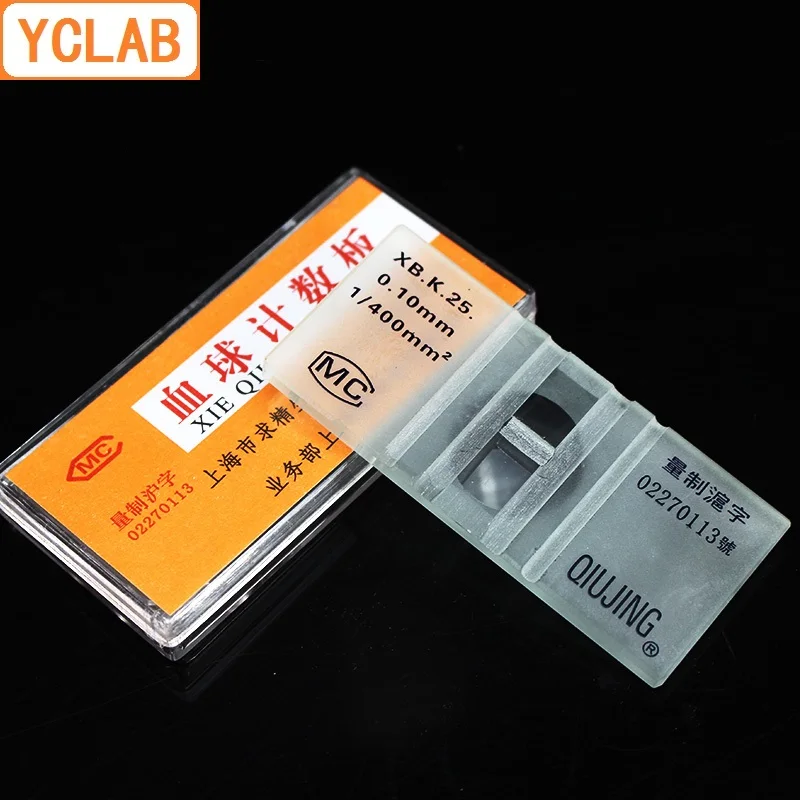 YCLAB
血球计数板
XIE QIU
上海市求精生
业务部上
MC
量制沪字
02270113
XB.K.25.
0.10mm
1/400mm²
MC
量制滬字
02270113號
QIUJING®